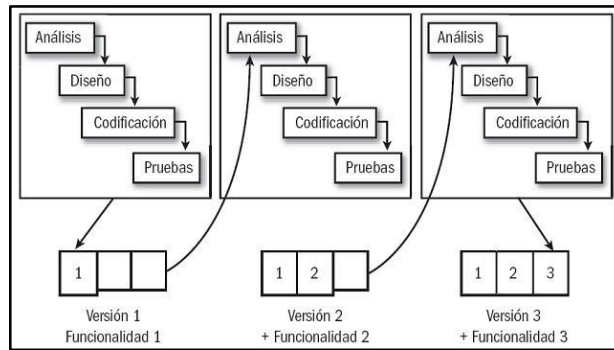 Análisis
Diseño
Codificación
Pruebas
Análisis
Diseño
Codificación
Pruebas
Análisis
Diseño
Codificación
Pruebas
1
Versión 1
Funcionalidad 1
1 2
Versión 2
+ Funcionalidad 2
1 2 3
Versión 3
+ Funcionalidad 3